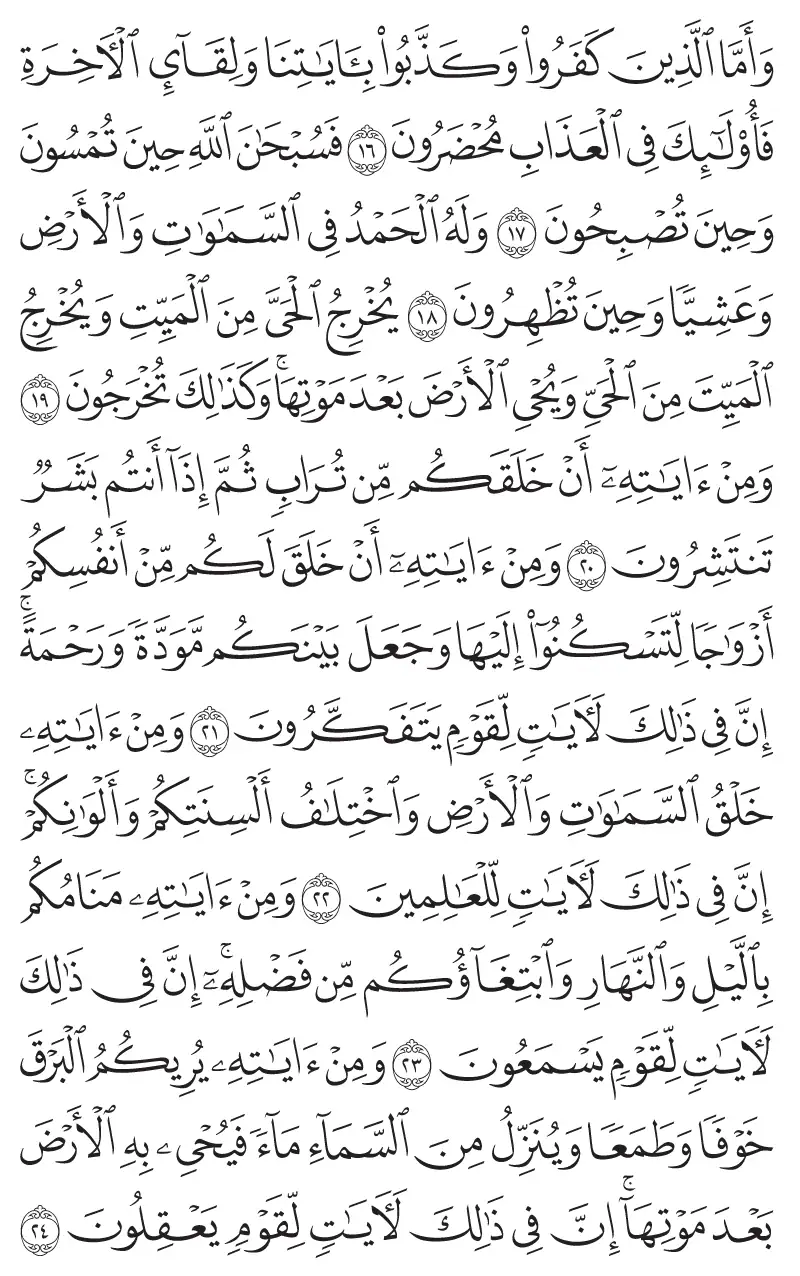 وَأَمَّا ٱلَّذِينَ كَفَرُواْ وَكَذَّبُواْ بِـَٔايَٰتِنَا وَلِقَآيِٕ ٱلْأٓخِرَةِ
فَأُوْلَٰٓئِكَ فِى ٱلْعَذَابِ مُحْضَرُونَ ١٦ فَسُبْحَٰنَ ٱللَّهِ حِينَ تُمْسُونَ
وَحِينَ تُصْبِحُونَ ١٧ وَلَهُ ٱلْحَمْدُ فِى ٱلسَّمَٰوَٰتِ وَٱلْأَرْضِ
وَعَشِيًّا وَحِينَ تُظْهِرُونَ ١٨ يُخْرِجُ ٱلْحَىَّ مِنَ ٱلْمَيِّتِ وَيُخْرِجُ
ٱلْمَيِّتَ مِنَ ٱلْحَىِّ وَيُحْىِ ٱلْأَرْضَ بَعْدَ مَوْتِهَا ۚ وَكَذَٰلِكَ تُخْرَجُونَ ١٩
وَمِنْ ءَايَٰتِهِۦٓ أَنْ خَلَقَكُم مِّن تُرَابٍ ثُمَّ إِذَآ أَنتُم بَشَرٌ
تَنتَشِرُونَ ٢٠ وَمِنْ ءَايَٰتِهِۦٓ أَنْ خَلَقَ لَكُم مِّنْ أَنفُسِكُمْ
أَزْوَٰجًا لِّتَسْكُنُوٓاْ إِلَيْهَا وَجَعَلَ بَيْنَكُم مَّوَدَّةً وَرَحْمَةً ۚ
إِنَّ فِى ذَٰلِكَ لَأٓيَٰتٍ لِّقَوْمٍ يَتَفَكَّرُونَ ٢١ وَمِنْ ءَايَٰتِهِۦ
خَلْقُ ٱلسَّمَٰوَٰتِ وَٱلْأَرْضِ وَٱخْتِلَٰفُ أَلْسِنَتِكُمْ وَأَلْوَٰنِكُمْ ۚ
إِنَّ فِى ذَٰلِكَ لَأٓيَٰتٍ لِّلْعَٰلِمِينَ ٢٢ وَمِنْ ءَايَٰتِهِۦ مَنَامُكُم
بِٱلَّيْلِ وَٱلنَّهَارِ وَٱبْتِغَآؤُكُم مِّن فَضْلِهِۦٓ ۚ إِنَّ فِى ذَٰلِكَ
لَأٓيَٰتٍ لِّقَوْمٍ يَسْمَعُونَ ٢٣ وَمِنْ ءَايَٰتِهِۦ يُرِيكُمُ ٱلْبَرْقَ
خَوْفًا وَطَمَعًا وَيُنَزِّلُ مِنَ ٱلسَّمَآءِ مَآءً فَيُحْىِۦ بِهِ ٱلْأَرْضَ
بَعْدَ مَوْتِهَآ ۚ إِنَّ فِى ذَٰلِكَ لَأٓيَٰتٍ لِّقَوْمٍ يَعْقِلُونَ ٢٤